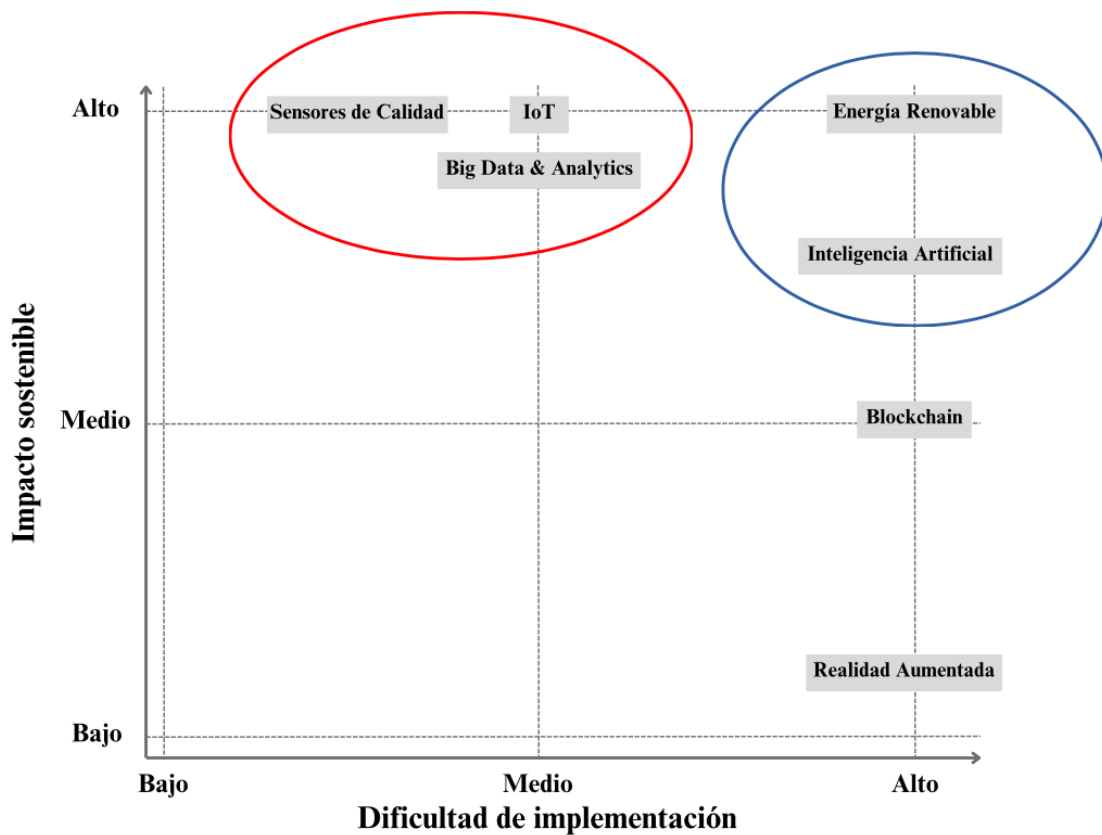 Alto
Sensores de Calidad
IoT
Energía Renovable
Big Data & Analytics
Inteligencia Artificial
Impacto sostenible
Medio
Blockchain
Realidad Aumentada
Bajo
Bajo
Medio
Alto
Dificultad de implementación